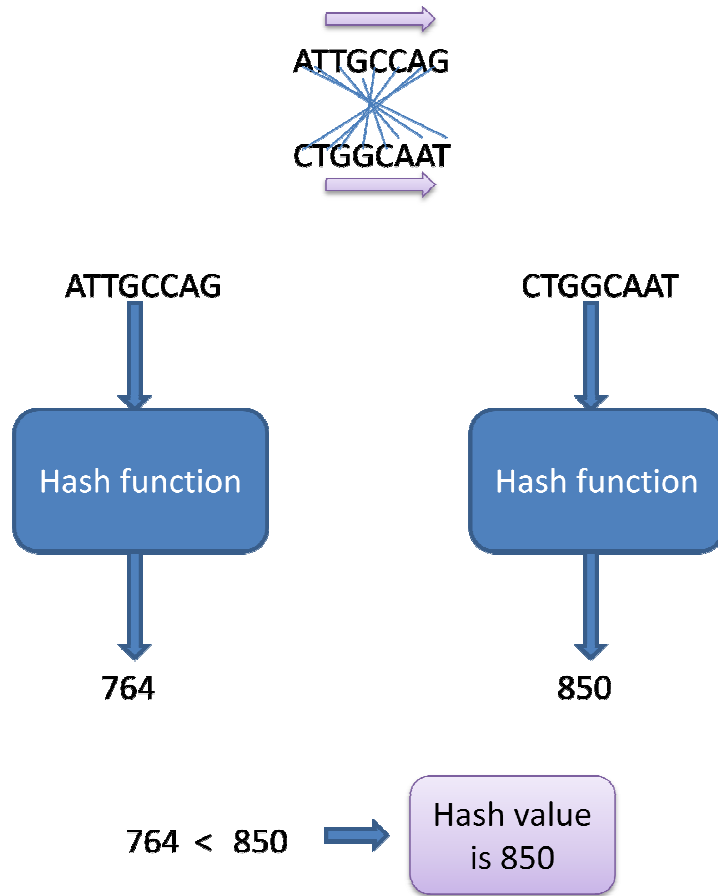 ATTGCCAG
CTGGCAAT
ATTGCCAG
CTGGCAAT
Hash function
Hash function
764
850
764 < 850
Hash value
is 850